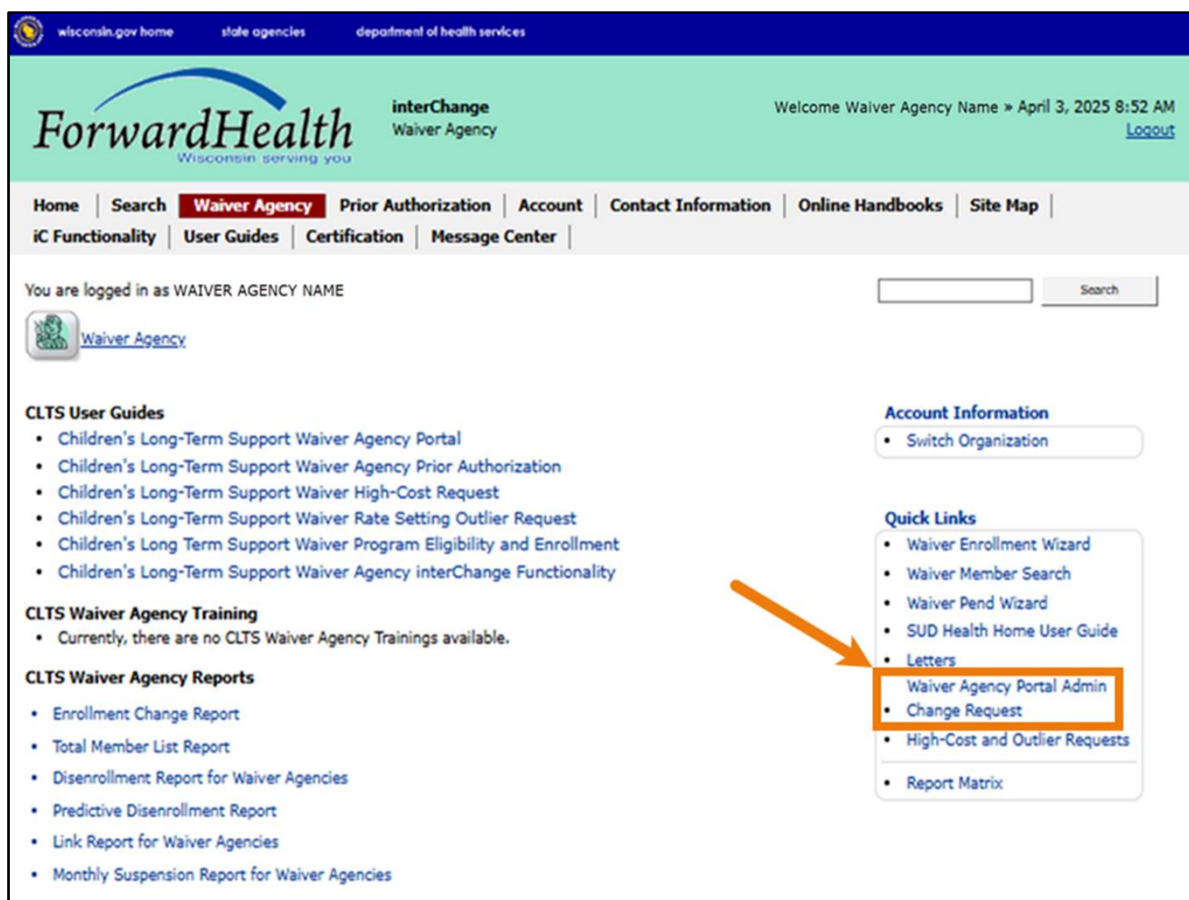 wisconsin.gov home state agencies department of health services
ForwardHealth
Wisconsin serving you
interChange
Waiver Agency
Welcome Waiver Agency Name » April 3, 2025 8:52 AM
Logout
Home Search Waiver Agency Prior Authorization Account Contact Information Online Handbooks Site Map
iC Functionality User Guides Certification Message Center
You are logged in as WAIVER AGENCY NAME
Search
Waiver Agency
CLTS User Guides
• Children's Long-Term Support Waiver Agency Portal
• Children's Long-Term Support Waiver Agency Prior Authorization
• Children's Long-Term Support Waiver High-Cost Request
• Children's Long-Term Support Waiver Rate Setting Outlier Request
• Children's Long Term Support Waiver Program Eligibility and Enrollment
• Children's Long-Term Support Waiver Agency interChange Functionality
CLTS Waiver Agency Training
• Currently, there are no CLTS Waiver Agency Trainings available.
CLTS Waiver Agency Reports
• Enrollment Change Report
• Total Member List Report
• Disenrollment Report for Waiver Agencies
• Predictive Disenrollment Report
• Link Report for Waiver Agencies
• Monthly Suspension Report for Waiver Agencies
Account Information
• Switch Organization
Quick Links
• Waiver Enrollment Wizard
• Waiver Member Search
• Waiver Pend Wizard
• SUD Health Home User Guide
• Letters
Waiver Agency Portal Admin
• Change Request
• High-Cost and Outlier Requests
• Report Matrix